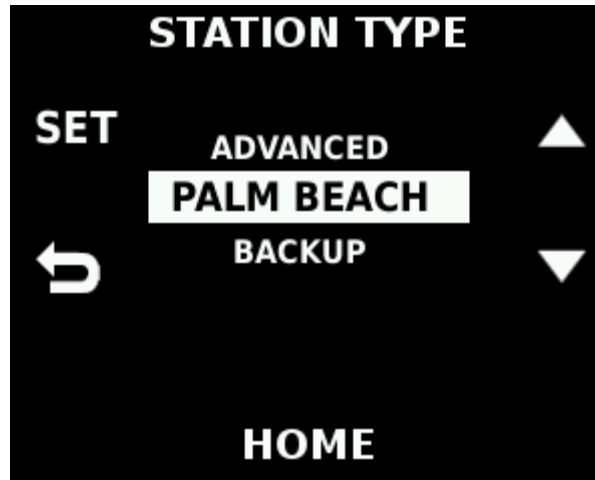 STATION TYPE
SET
ADVANCED
PALM BEACH
BACKUP
HOME